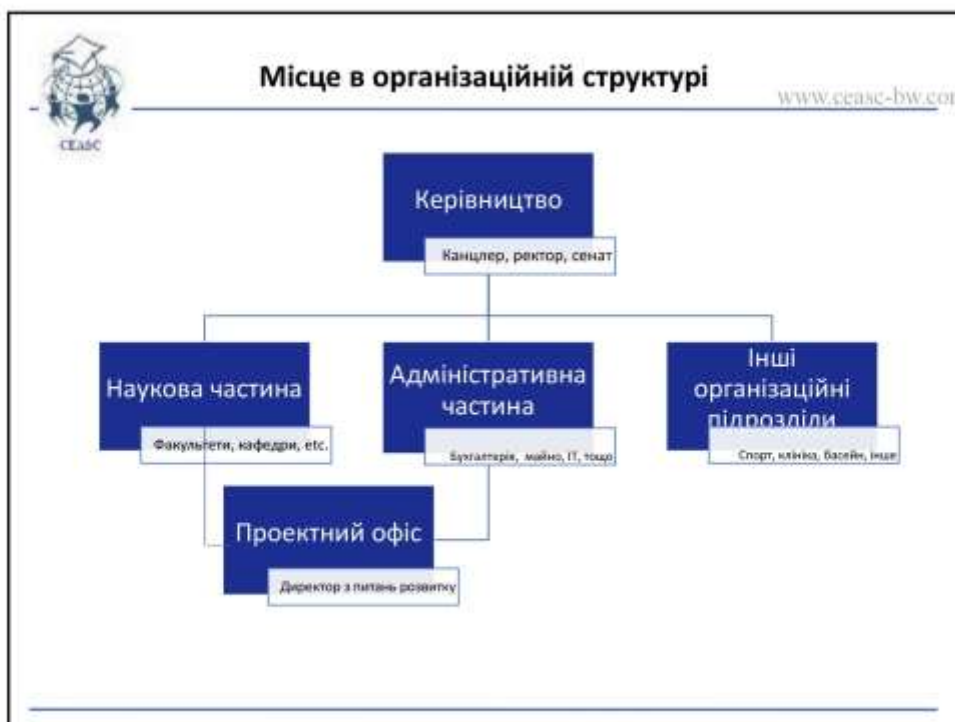 Місце в організаційній структурі
www.ceasc-bw.com
CEASC
Керівництво
Канцлер, ректор, сенат
Наукова частина
Факультети, кафедри, etc.
Адміністративна
частина
Бухгалтерія, майно, IT, тощо
Інші
організаційні
підрозділи
Спорт, клініка, басейн, інше
Проектний офіс
Директор з питань розвитку